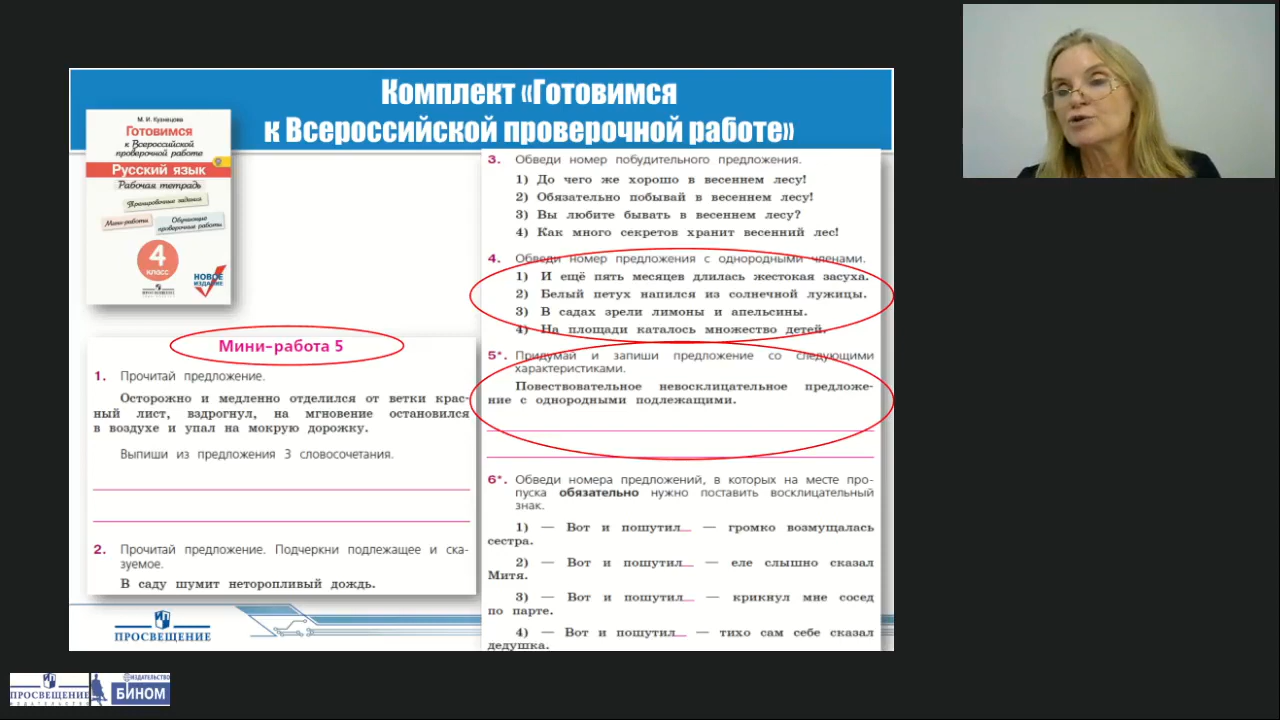 Комплект «Готовимся
к Всероссийской проверочной работе»
М. И. Кузнецова
Готовимся
к Всероссийской
проверочной работе
Русский язык
Рабочая тетрадь
Тренировочные задания
Мини-работы
Обучающие
проверочные работы
4
КЛАСС
НОВОЕ
ИЗДАНИЕ
Мини-работа 5
1. Прочитай предложение.
Осторожно и медленно отделился от ветки крас-
ный лист, вздрогнул, на мгновение остановился
в воздухе и упал на мокрую дорожку.
Выпиши из предложения 3 словосочетания.
2. Прочитай предложение. Подчеркни подлежащее и ска-
зуемое.
В саду шумит неторопливый дождь.
3. Обведи номер побудительного предложения.
1) До чего же хорошо в весеннем лесу!
2) Обязательно побывай в весеннем лесу!
3) Вы любите бывать в весеннем лесу?
4) Как много секретов хранит весенний лес!
4. Обведи номер предложения с однородными членами.
1) И ещё пять месяцев длилась жестокая засуха.
2) Белый петух напился из солнечной лужицы.
3) В садах зрели лимоны и апельсины.
4) На площади каталось множество детей.
5*. Придумай и запиши предложение со следующими
характеристиками.
Повествовательное невосклицательное предложе-
ние с однородными подлежащими.
6*. Обведи номера предложений, в которых на месте про-
пуска обязательно нужно поставить восклицательный
знак.
1) — Вот и пошутил__ — громко возмущалась
сестра.
2) — Вот и пошутил__ — еле слышно сказал
Митя.
3) — Вот и пошутил__ — крикнул мне сосед
по парте.
4) — Вот и пошутил__ — тихо сам себе сказал
дедушка.
ПРОСВЕЩЕНИЕ
ПРОСВЕЩЕНИЕ
ИЗДАТЕЛЬСТВО
ИЗДАТЕЛЬСТВО
БИНОМ